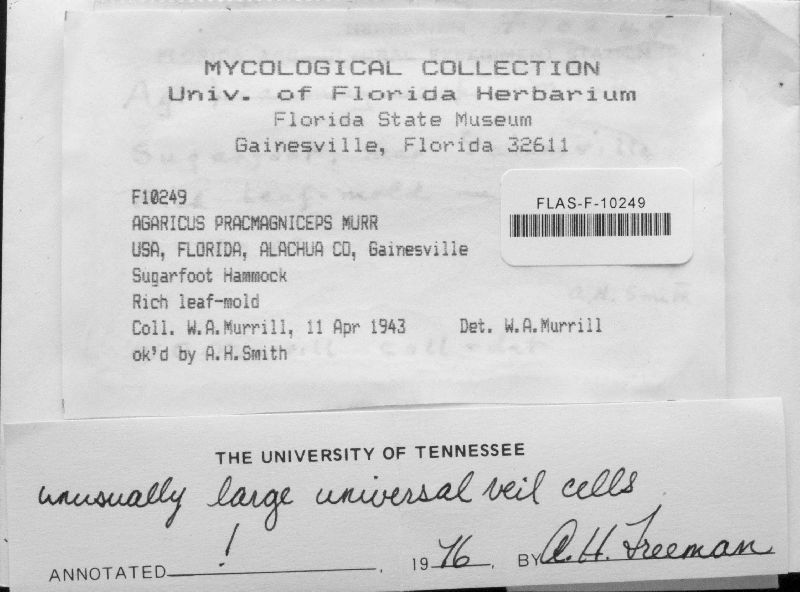 MYCOLOGICAL COLLECTION
Univ. of Florida Herbarium
Florida State Museum
Gainesville, Florida 32611
F10249
AGARICUS PRACMAGNICEPS MURR
USA, FLORIDA, ALACHUA CO, Gainesville
Sugarfoot Hammock
Rich leaf-mold
Coll. W.A.Murrill, 11 Apr 1943 Det. W.A.Murrill
ok'd by A.H.Smith
FLAS-F-10249
A.H. Smith
THE UNIVERSITY OF TENNESSEE
unusually large universal veil cells
!
ANNOTATED , 1976. BY A. H. Freeman